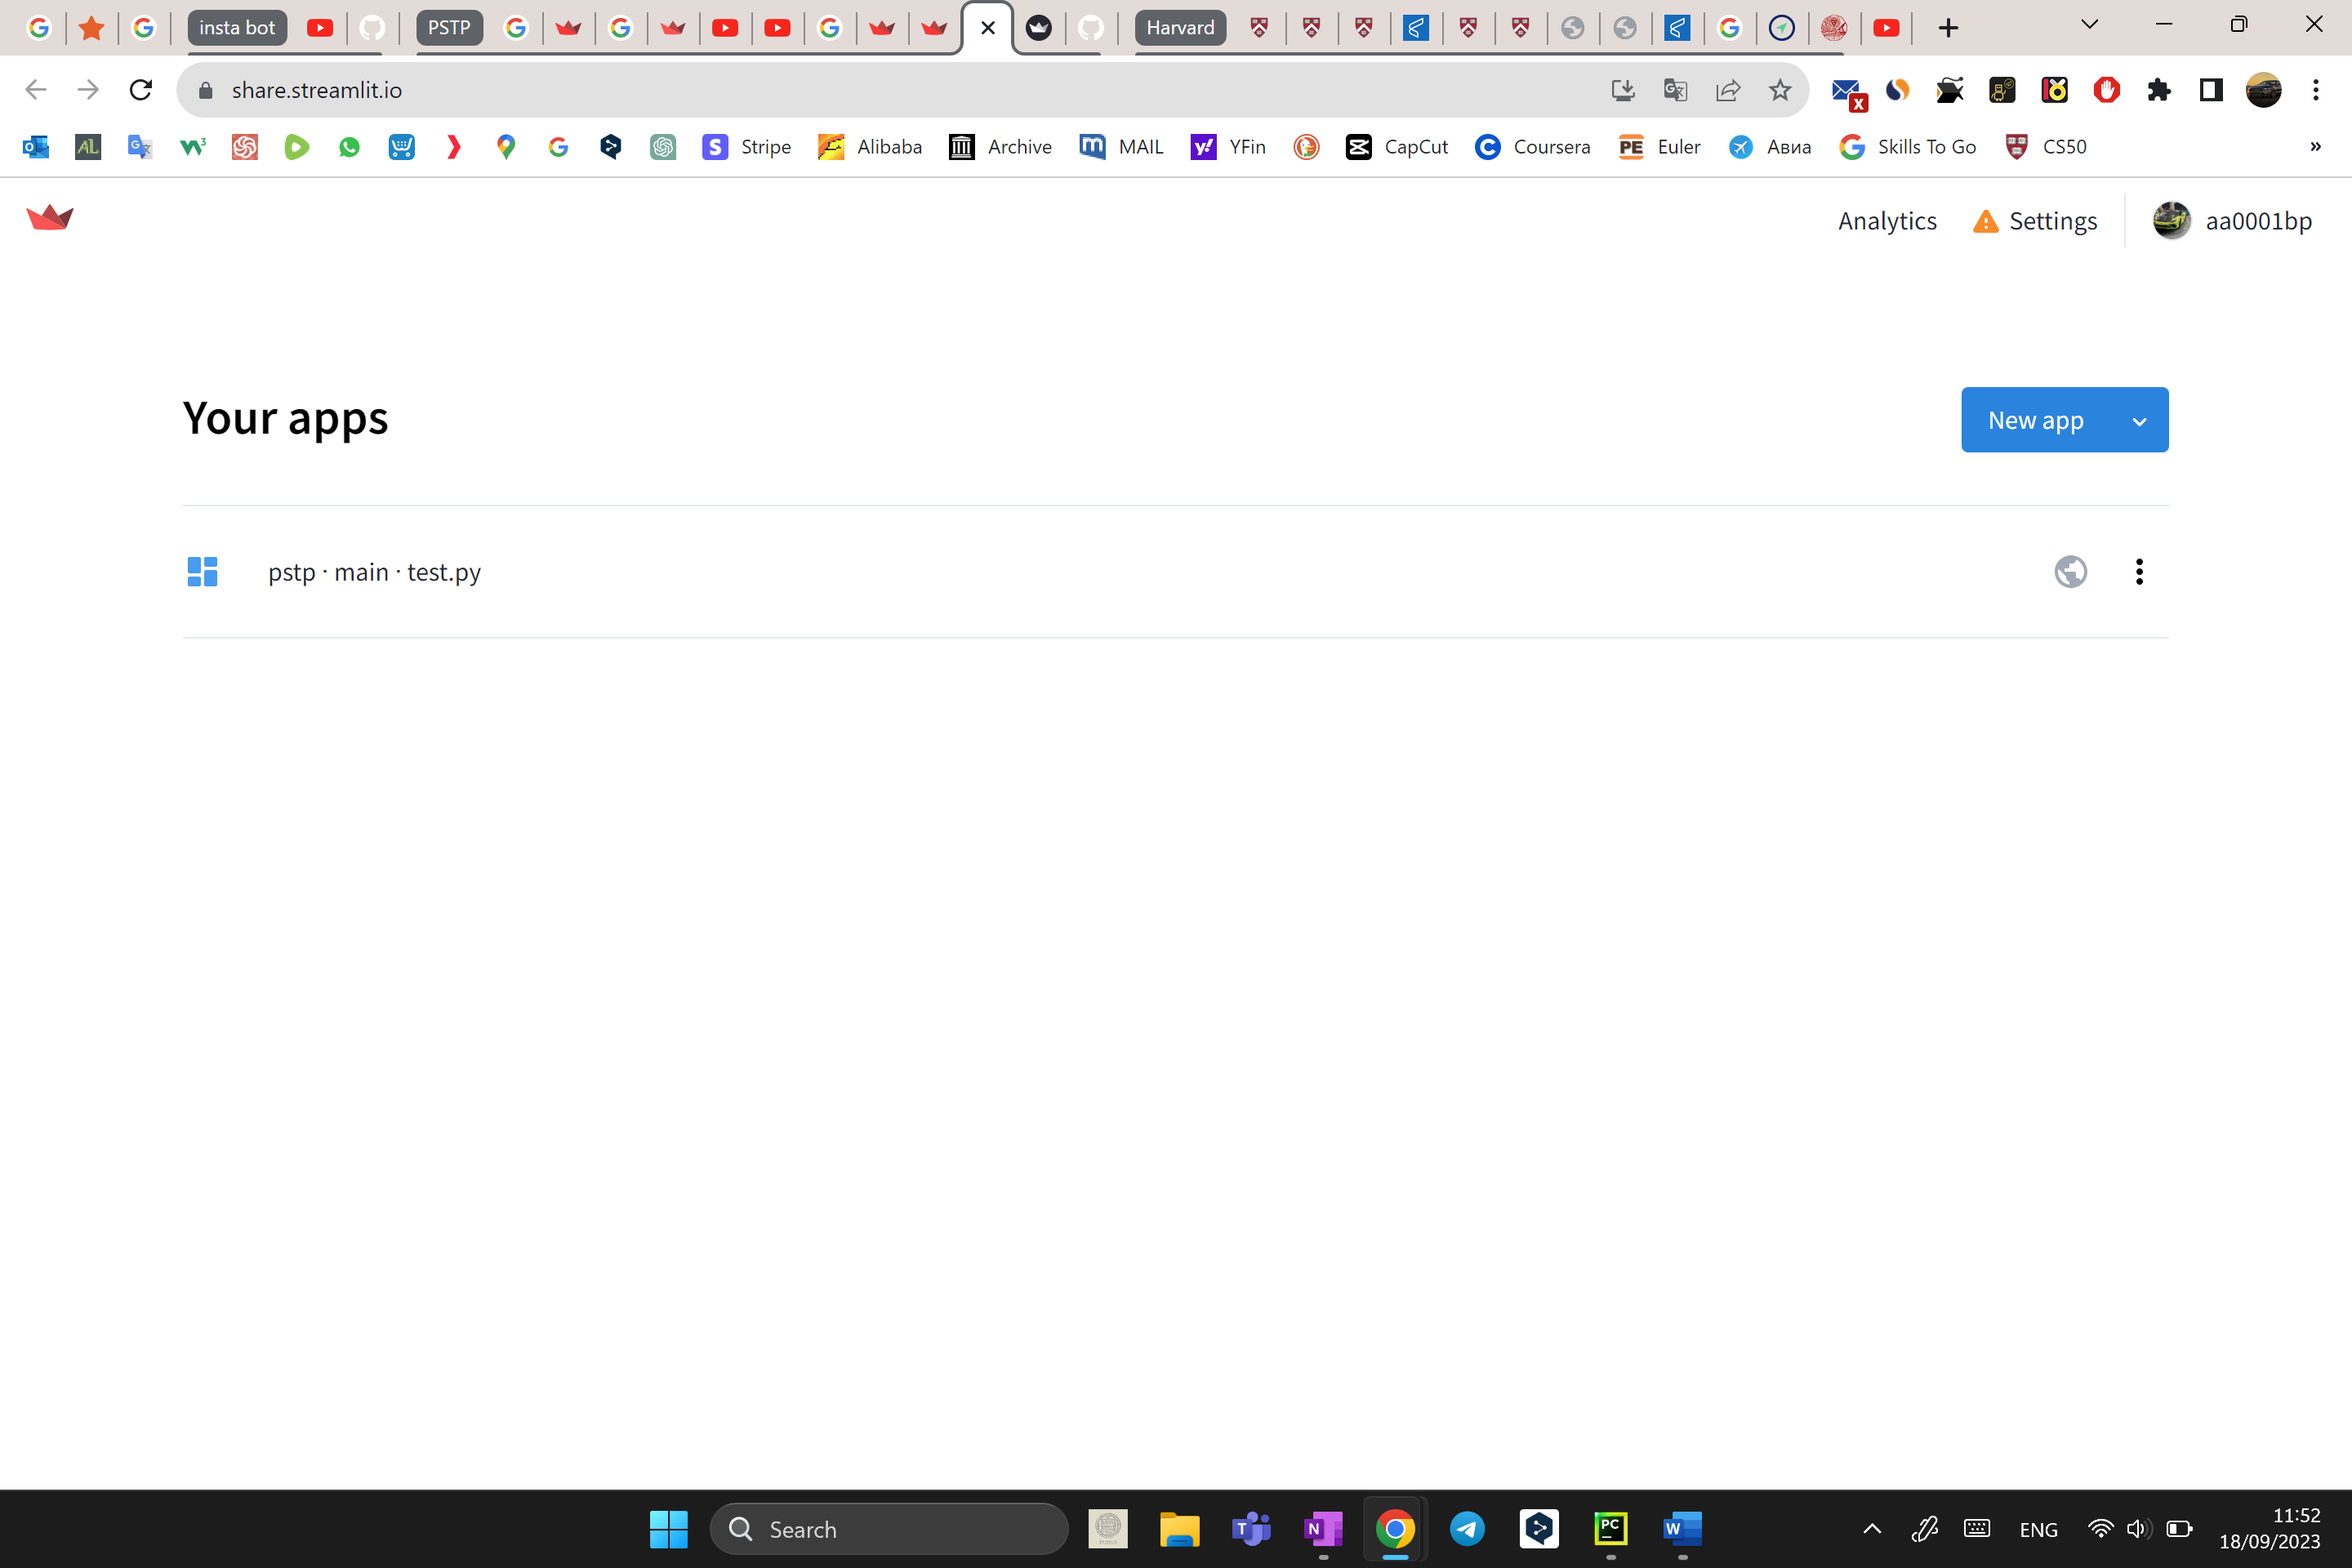 insta bot
PSTP
Harvard
share.streamlit.io
Stripe
Alibaba
Archive
MAIL
YFin
CapCut
Coursera
PE Euler
Авиа
Skills To Go
CS50
»
Analytics
Settings
aa0001bp
Your apps
New app
pstp · main · test.py
Search
ENG
11:52
18/09/2023